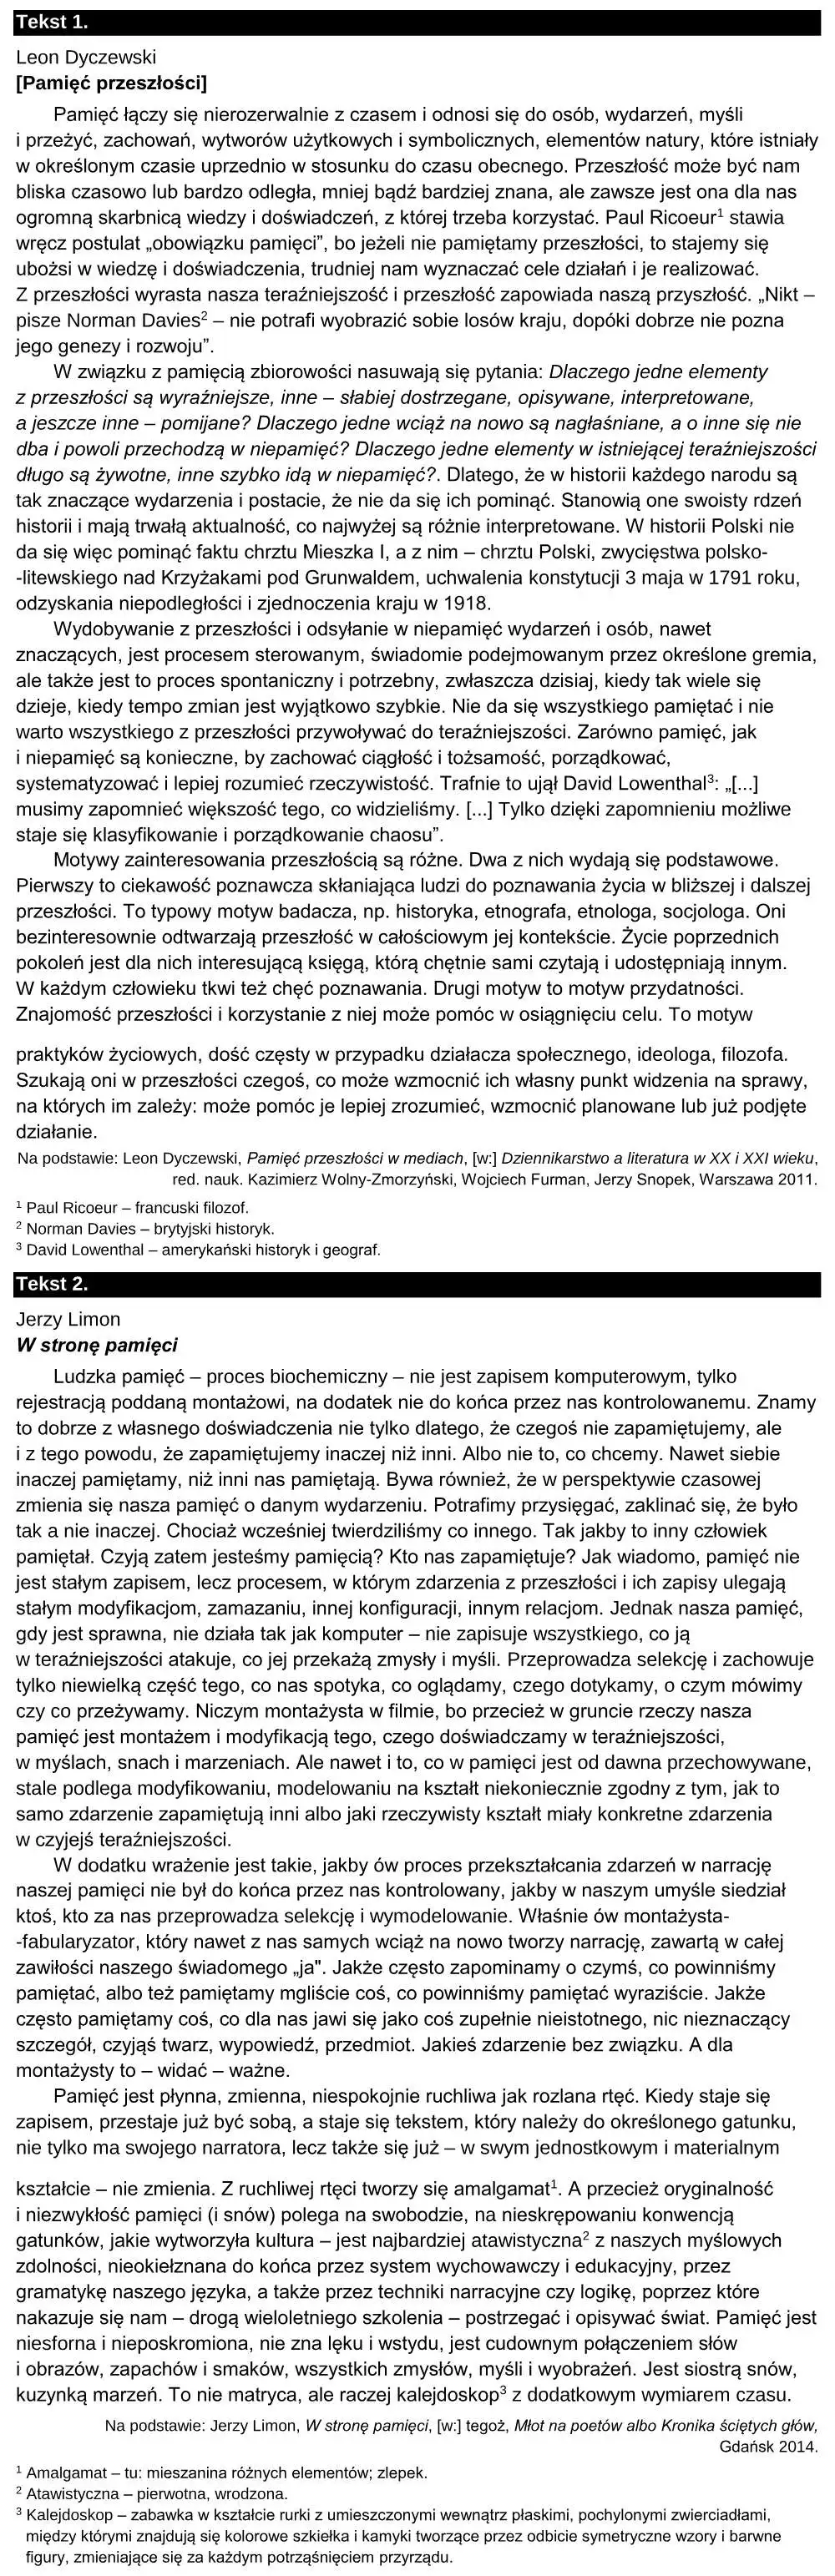 Tekst 1.
Leon Dyczewski
[Pamięć przeszłości]
Pamięć łączy się nierozerwalnie z czasem i odnosi się do osób, wydarzeń, myśli
i przeżyć, zachowań, wytworów użytkowych i symbolicznych, elementów natury, które istniały
w określonym czasie uprzednio w stosunku do czasu obecnego. Przeszłość może być nam
bliska czasowo lub bardzo odległa, mniej bądź bardziej znana, ale zawsze jest ona dla nas
ogromną skarbnicą wiedzy i doświadczeń, z której trzeba korzystać. Paul Ricoeur¹ stawia
wręcz postulat „obowiązku pamięci”, bo jeżeli nie pamiętamy przeszłości, to stajemy się
ubożsi w wiedzę i doświadczenia, trudniej nam wyznaczać cele działań i je realizować.
Z przeszłości wyrasta nasza teraźniejszość i przeszłość zapowiada naszą przyszłość. „Nikt –
pisze Norman Davies² – nie potrafi wyobrazić sobie losów kraju, dopóki dobrze nie pozna
jego genezy i rozwoju”.
W związku z pamięcią zbiorowości nasuwają się pytania: Dlaczego jedne elementy
z przeszłości są wyraźniejsze, inne – słabiej dostrzegane, opisywane, interpretowane,
a jeszcze inne – pomijane? Dlaczego jedne wciąż na nowo są nagłaśniane, a o inne się nie
dba i powoli przechodzą w niepamięć? Dlaczego jedne elementy w istniejącej teraźniejszości
długo są żywotne, inne szybko idą w niepamięć?. Dlatego, że w historii każdego narodu są
tak znaczące wydarzenia i postacie, że nie da się ich pominąć. Stanowią one swoisty rdzeń
historii i mają trwałą aktualność, co najwyżej są różnie interpretowane. W historii Polski nie
da się więc pominąć faktu chrztu Mieszka I, a z nim – chrztu Polski, zwycięstwa polsko-
-litewskiego nad Krzyżakami pod Grunwaldem, uchwalenia konstytucji 3 maja w 1791 roku,
odzyskania niepodległości i zjednoczenia kraju w 1918.
Wydobywanie z przeszłości i odsyłanie w niepamięć wydarzeń i osób, nawet
znaczących, jest procesem sterowanym, świadomie podejmowanym przez określone gremia,
ale także jest to proces spontaniczny i potrzebny, zwłaszcza dzisiaj, kiedy tak wiele się
dzieje, kiedy tempo zmian jest wyjątkowo szybkie. Nie da się wszystkiego pamiętać i nie
warto wszystkiego z przeszłości przywoływać do teraźniejszości. Zarówno pamięć, jak
i niepamięć są konieczne, by zachować ciągłość i tożsamość, porządkować,
systematyzować i lepiej rozumieć rzeczywistość. Trafnie to ujął David Lowenthal³: „[...]
musimy zapomnieć większość tego, co widzieliśmy. [...] Tylko dzięki zapomnieniu możliwe
staje się klasyfikowanie i porządkowanie chaosu”.
Motywy zainteresowania przeszłością są różne. Dwa z nich wydają się podstawowe.
Pierwszy to ciekawość poznawcza skłaniająca ludzi do poznawania życia w bliższej i dalszej
przeszłości. To typowy motyw badacza, np. historyka, etnografa, etnologa, socjologa. Oni
bezinteresownie odtwarzają przeszłość w całościowym jej kontekście. Życie poprzednich
pokoleń jest dla nich interesującą księgą, którą chętnie sami czytają i udostępniają innym.
W każdym człowieku tkwi też chęć poznawania. Drugi motyw to motyw przydatności.
Znajomość przeszłości i korzystanie z niej może pomóc w osiągnięciu celu. To motyw
praktyków życiowych, dość częsty w przypadku działacza społecznego, ideologa, filozofa.
Szukają oni w przeszłości czegoś, co może wzmocnić ich własny punkt widzenia na sprawy,
na których im zależy: może pomóc je lepiej zrozumieć, wzmocnić planowane lub już podjęte
działanie.
Na podstawie: Leon Dyczewski, Pamięć przeszłości w mediach, [w:] Dziennikarstwo a literatura w XX i XXI wieku,
red. nauk. Kazimierz Wolny-Zmorzyński, Wojciech Furman, Jerzy Snopek, Warszawa 2011.
¹ Paul Ricoeur – francuski filozof.
² Norman Davies – brytyjski historyk.
³ David Lowenthal – amerykański historyk i geograf.
Tekst 2.
Jerzy Limon
W stronę pamięci
Ludzka pamięć – proces biochemiczny – nie jest zapisem komputerowym, tylko
rejestracją poddaną montażowi, na dodatek nie do końca przez nas kontrolowanemu. Znamy
to dobrze z własnego doświadczenia nie tylko dlatego, że czegoś nie zapamiętujemy, ale
i z tego powodu, że zapamiętujemy inaczej niż inni. Albo nie to, co chcemy. Nawet siebie
inaczej pamiętamy, niż inni nas pamiętają. Bywa również, że w perspektywie czasowej
zmienia się nasza pamięć o danym wydarzeniu. Potrafimy przysięgać, zaklinać się, że było
tak a nie inaczej. Chociaż wcześniej twierdziliśmy co innego. Tak jakby to inny człowiek
pamiętał. Czyją zatem jesteśmy pamięcią? Kto nas zapamiętuje? Jak wiadomo, pamięć nie
jest stałym zapisem, lecz procesem, w którym zdarzenia z przeszłości i ich zapisy ulegają
stałym modyfikacjom, zamazaniu, innej konfiguracji, innym relacjom. Jednak nasza pamięć,
gdy jest sprawna, nie działa tak jak komputer – nie zapisuje wszystkiego, co ją
w teraźniejszości atakuje, co jej przekażą zmysły i myśli. Przeprowadza selekcję i zachowuje
tylko niewielką część tego, co nas spotyka, co oglądamy, czego dotykamy, o czym mówimy
czy co przeżywamy. Niczym montażysta w filmie, bo przecież w gruncie rzeczy nasza
pamięć jest montażem i modyfikacją tego, czego doświadczamy w teraźniejszości,
w myślach, snach i marzeniach. Ale nawet i to, co w pamięci jest od dawna przechowywane,
stale podlega modyfikowaniu, modelowaniu na kształt niekoniecznie zgodny z tym, jak to
samo zdarzenie zapamiętują inni albo jaki rzeczywisty kształt miały konkretne zdarzenia
w czyjejś teraźniejszości.
W dodatku wrażenie jest takie, jakby ów proces przekształcania zdarzeń w narrację
naszej pamięci nie był do końca przez nas kontrolowany, jakby w naszym umyśle siedział
ktoś, kto za nas przeprowadza selekcję i wymodelowanie. Właśnie ów montażysta-
-fabularyzator, który nawet z nas samych wciąż na nowo tworzy narrację, zawartą w całej
zawiłości naszego świadomego „ja". Jakże często zapominamy o czymś, co powinniśmy
pamiętać, albo też pamiętamy mgliście coś, co powinniśmy pamiętać wyraziście. Jakże
często pamiętamy coś, co dla nas jawi się jako coś zupełnie nieistotnego, nic nieznaczący
szczegół, czyjąś twarz, wypowiedź, przedmiot. Jakieś zdarzenie bez związku. A dla
montażysty to – widać – ważne.
Pamięć jest płynna, zmienna, niespokojnie ruchliwa jak rozlana rtęć. Kiedy staje się
zapisem, przestaje już być sobą, a staje się tekstem, który należy do określonego gatunku,
nie tylko ma swojego narratora, lecz także się już – w swym jednostkowym i materialnym
kształcie – nie zmienia. Z ruchliwej rtęci tworzy się amalgamat¹. A przecież oryginalność
i niezwykłość pamięci (i snów) polega na swobodzie, na nieskrępowaniu konwencją
gatunków, jakie wytworzyła kultura – jest najbardziej atawistyczna² z naszych myślowych
zdolności, nieokiełznana do końca przez system wychowawczy i edukacyjny, przez
gramatykę naszego języka, a także przez techniki narracyjne czy logikę, poprzez które
nakazuje się nam – drogą wieloletniego szkolenia – postrzegać i opisywać świat. Pamięć jest
niesforna i nieposkromiona, nie zna lęku i wstydu, jest cudownym połączeniem słów
i obrazów, zapachów i smaków, wszystkich zmysłów, myśli i wyobrażeń. Jest siostrą snów,
kuzynką marzeń. To nie matryca, ale raczej kalejdoskop³ z dodatkowym wymiarem czasu.
Na podstawie: Jerzy Limon, W stronę pamięci, [w:] tegoż, Młot na poetów albo Kronika ściętych głów,
Gdańsk 2014.
¹ Amalgamat – tu: mieszanina różnych elementów; zlepek.
² Atawistyczna – pierwotna, wrodzona.
³ Kalejdoskop – zabawka w kształcie rurki z umieszczonymi wewnątrz płaskimi, pochylonymi zwierciadłami,
między którymi znajdują się kolorowe szkiełka i kamyki tworzące przez odbicie symetryczne wzory i barwne
figury, zmieniające się za każdym potrząśnięciem przyrządu.